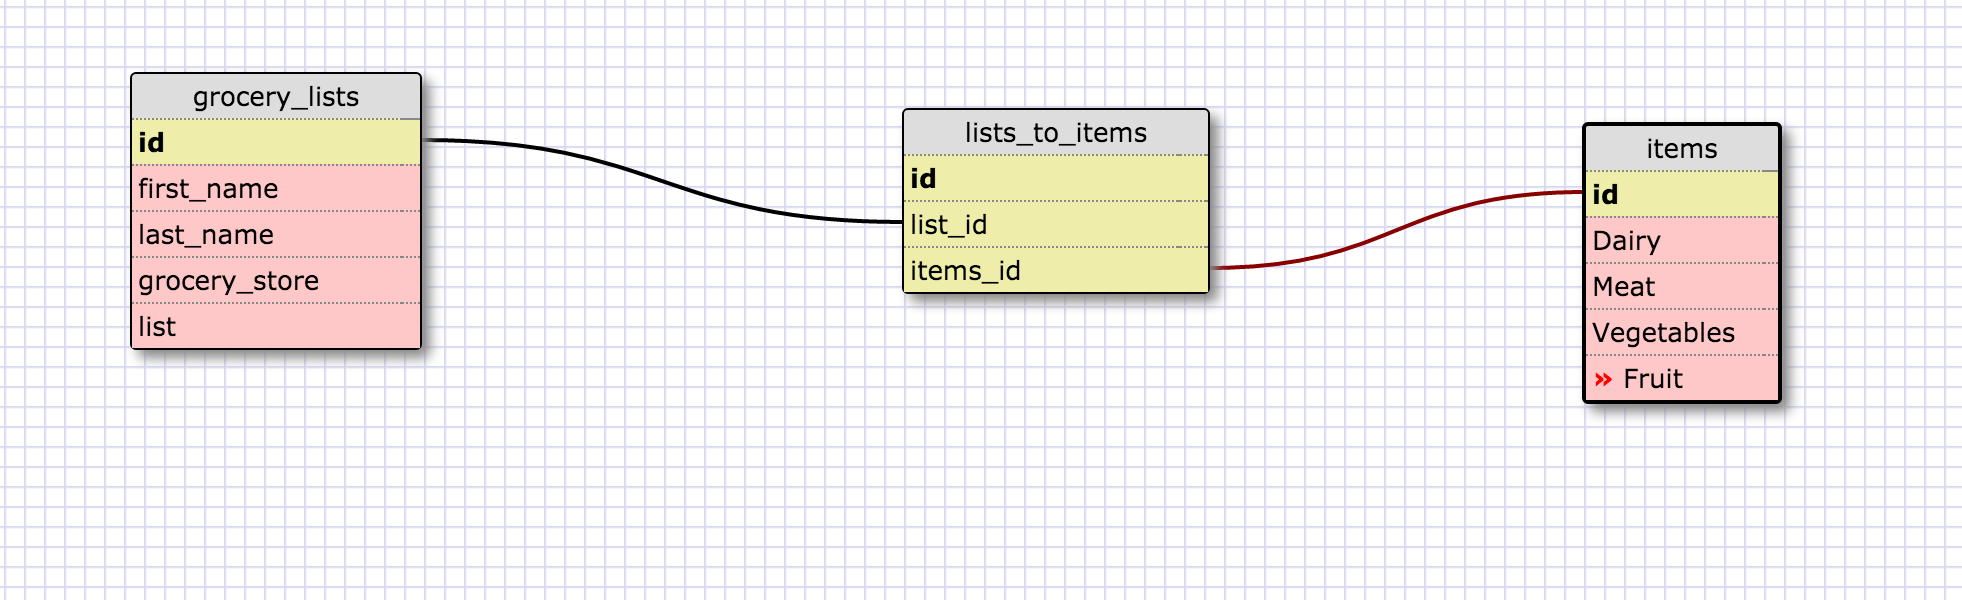 grocery_lists
id
first_name
last_name
grocery_store
list
lists_to_items
id
list_id
items_id
items
id
Dairy
Meat
Vegetables
» Fruit